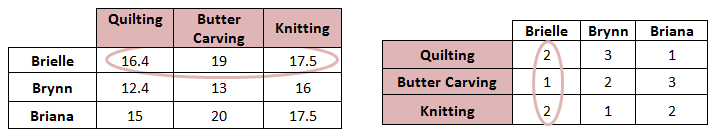 Quilting Butter Carving Knitting
Brielle 16.4 19 17.5
Brynn 12.4 13 16
Briana 15 20 17.5
Brielle Brynn Briana
Quilting 2 3 1
Butter Carving 1 2 3
Knitting 2 1 2